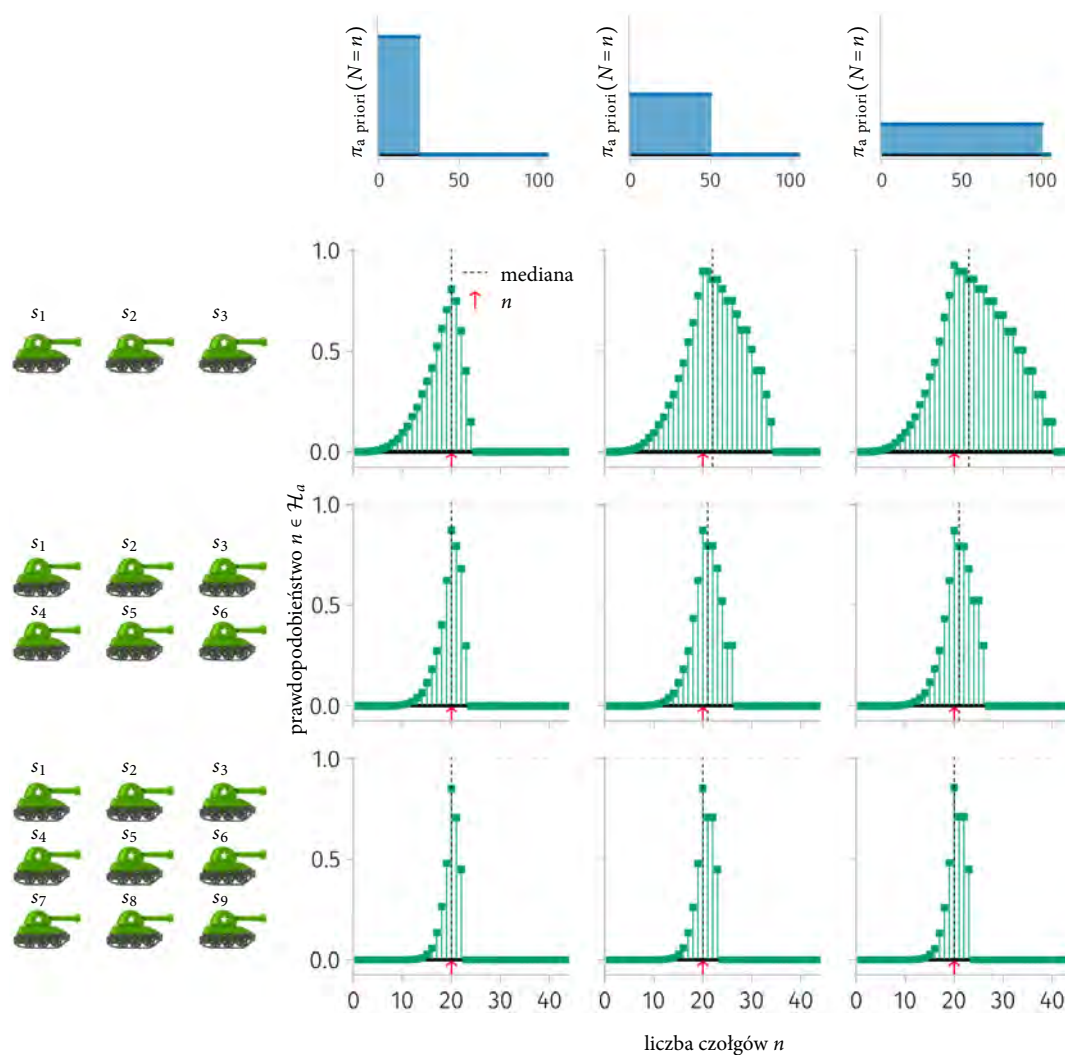 π_a priori (N = n)
π_a priori (N = n)
π_a priori (N = n)
0 50 100
0 50 100
0 50 100
1.0
0.5
0.0
mediana
n
s₁ s₂ s₃
prawdopodobieństwo n ∈ ℋₐ
1.0
0.5
0.0
s₁ s₂ s₃
s₄ s₅ s₆
1.0
0.5
0.0
s₁ s₂ s₃
s₄ s₅ s₆
s₇ s₈ s₉
0 10 20 30 40
0 10 20 30 40
0 10 20 30 40
liczba czołgów n